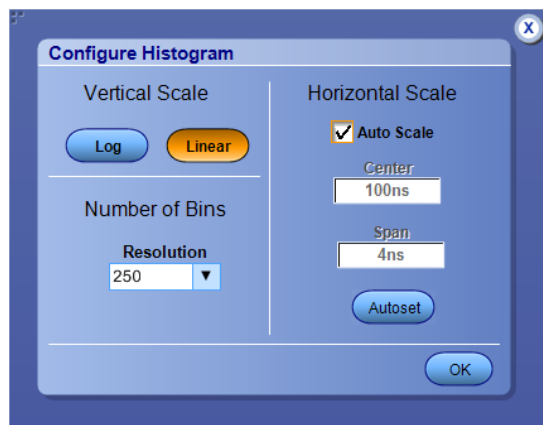 X
Configure Histogram
Vertical Scale
Log
Linear
Number of Bins
Resolution
250
Horizontal Scale
Auto Scale
Center
100ns
Span
4ns
Autoset
OK